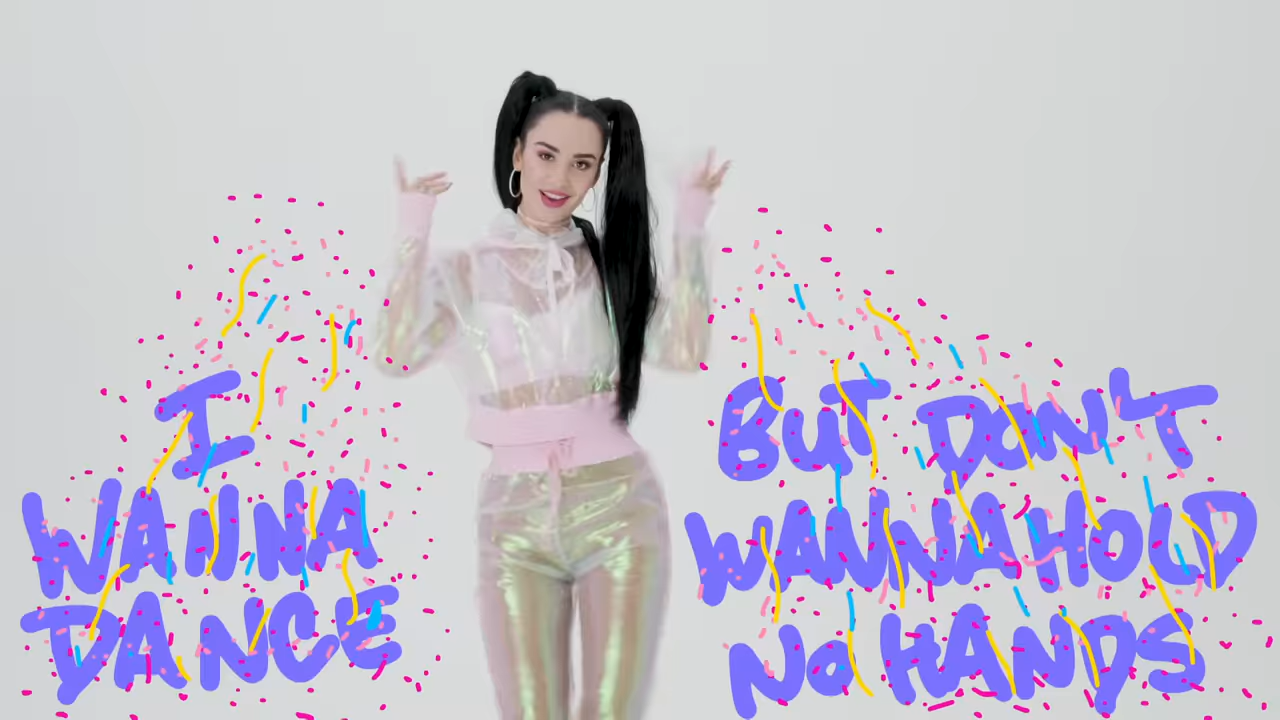 I
WANNA
DANCE
BUT DON'T
WANNA HOLD
NO HANDS